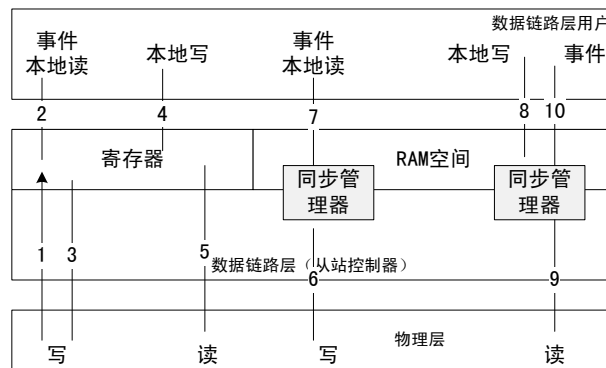 数据链路层用户
事件
本地读
本地写
事件
本地读
本地写
事件
2
4
7
8
10
寄存器
RAM空间
同步管
理器
同步管
理器
1
3
5
数据链路层（从站控制器）
6
9
物理层
写
读
写
读